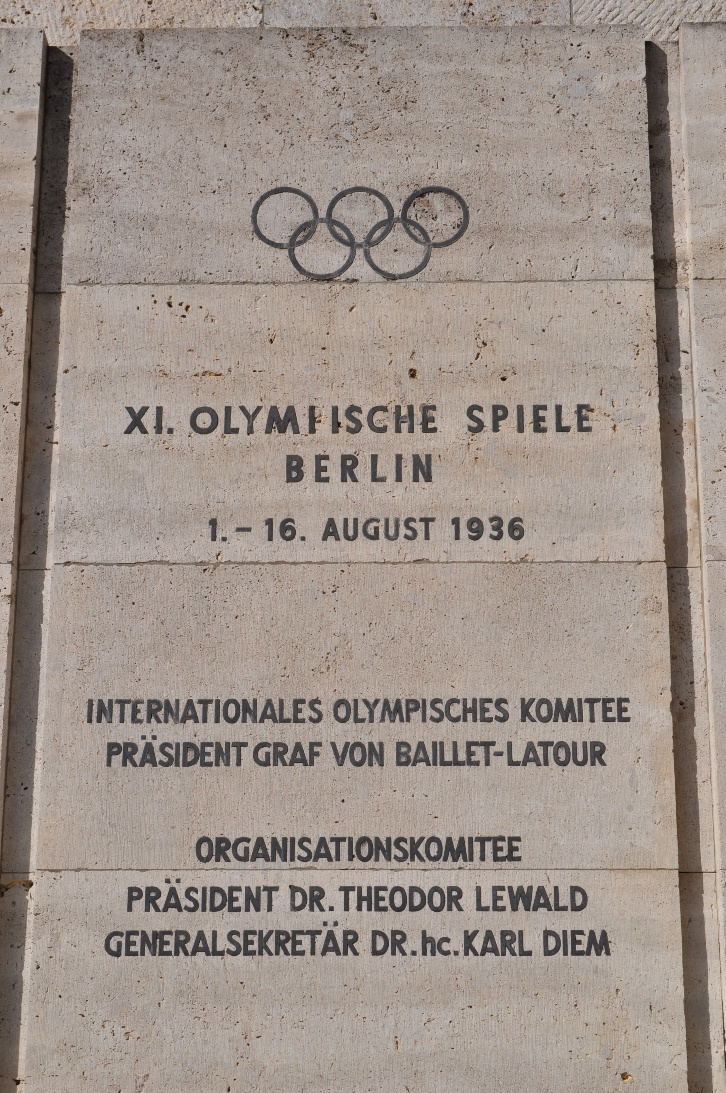 XI. OLYMPISCHE SPIELE
BERLIN
1. – 16. AUGUST 1936
INTERNATIONALES OLYMPISCHES KOMITEE
PRÄSIDENT GRAF VON BAILLET-LATOUR
ORGANISATIONSKOMITEE
PRÄSIDENT DR. THEODOR LEWALD
GENERALSEKRETÄR DR. hc. KARL DIEM